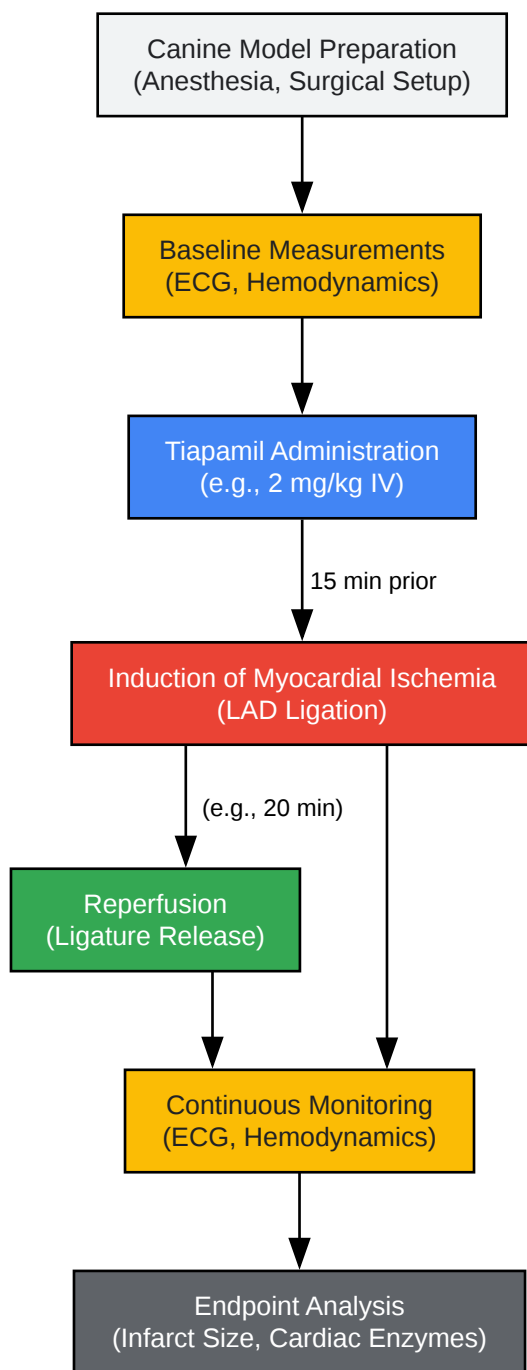 Canine Model Preparation
(Anesthesia, Surgical Setup)
Baseline Measurements
(ECG, Hemodynamics)
Tiapamil Administration
(e.g., 2 mg/kg IV)
15 min prior
Induction of Myocardial Ischemia
(LAD Ligation)
(e.g., 20 min)
Reperfusion
(Ligature Release)
Continuous Monitoring
(ECG, Hemodynamics)
Endpoint Analysis
(Infarct Size, Cardiac Enzymes)